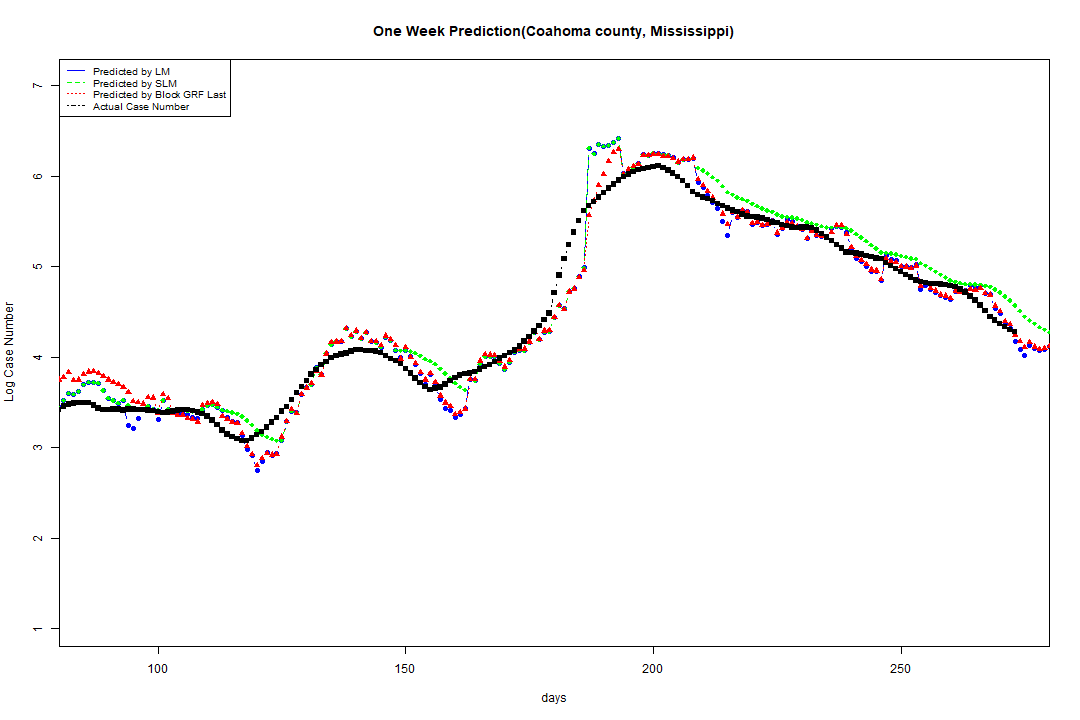 One Week Prediction(Coahoma county, Mississippi)
Predicted by LM
Predicted by SLM
Predicted by Block GRF Last
Actual Case Number
7
6
5
4
3
2
1
Log Case Number
100 150 200 250
days